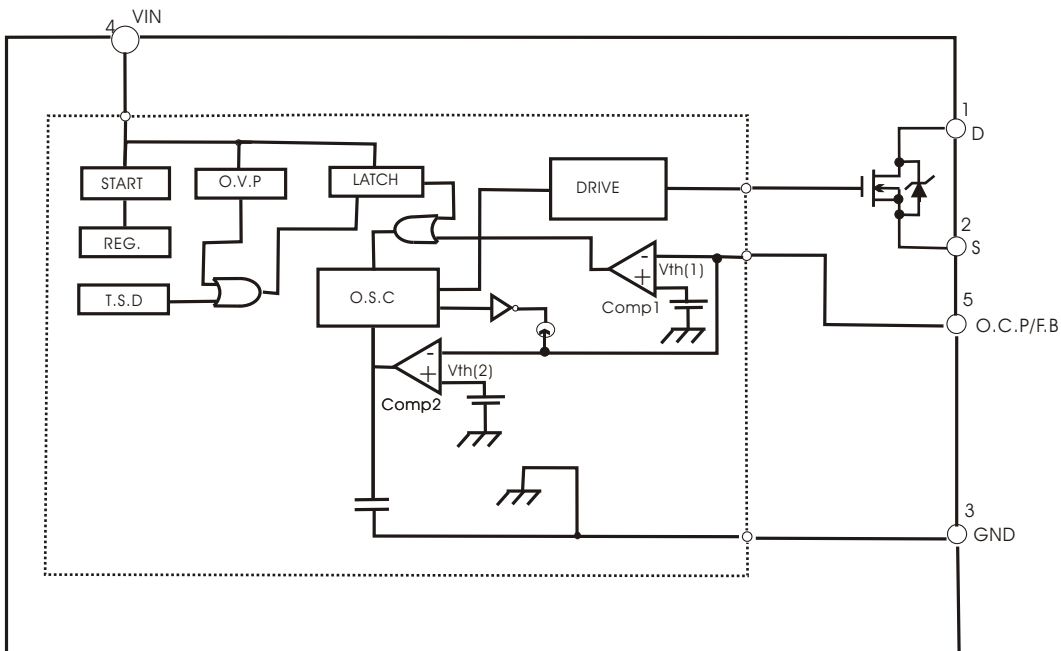 VIN
4
1
D
START
O.V.P
LATCH
DRIVE
REG.
2
S
-
Vth(1)
+
T.S.D
O.S.C
Comp1
5
O.C.P/F.B
-
Vth(2)
+
Comp2
3
GND